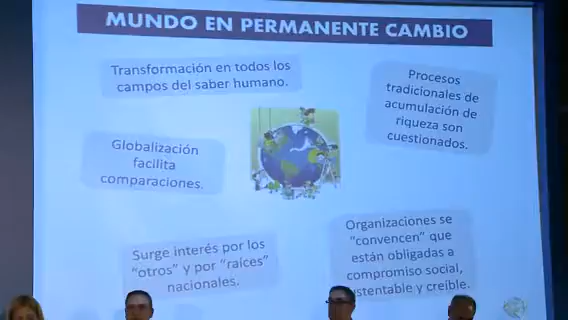 MUNDO EN PERMANENTE CAMBIO
Transformación en todos los
campos del saber humano.
Procesos
tradicionales de
acumulación de
riqueza son
cuestionados.
Globalización
facilita
comparaciones.
Surge interés por los
"otros" y por "raíces"
nacionales.
Organizaciones se
"convencen" que
están obligadas a
compromiso social,
sustentable y creíble.